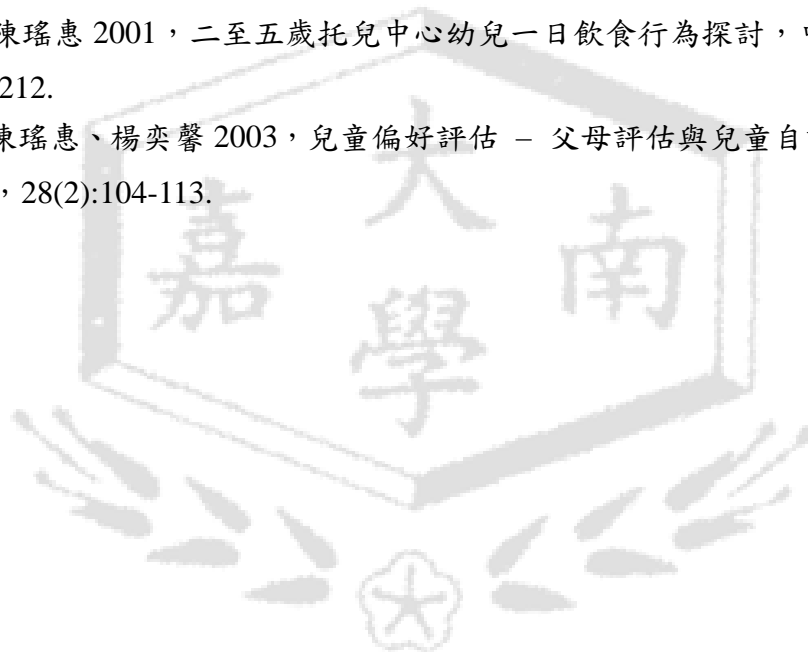 陳瑤惠 2001，二至五歲托兒中心幼兒一日飲食行為探討，
212.
陳瑤惠、楊奕馨 2003，兒童偏好評估 – 父母評估與兒童自
，28(2):104-113.
大
嘉 南
學